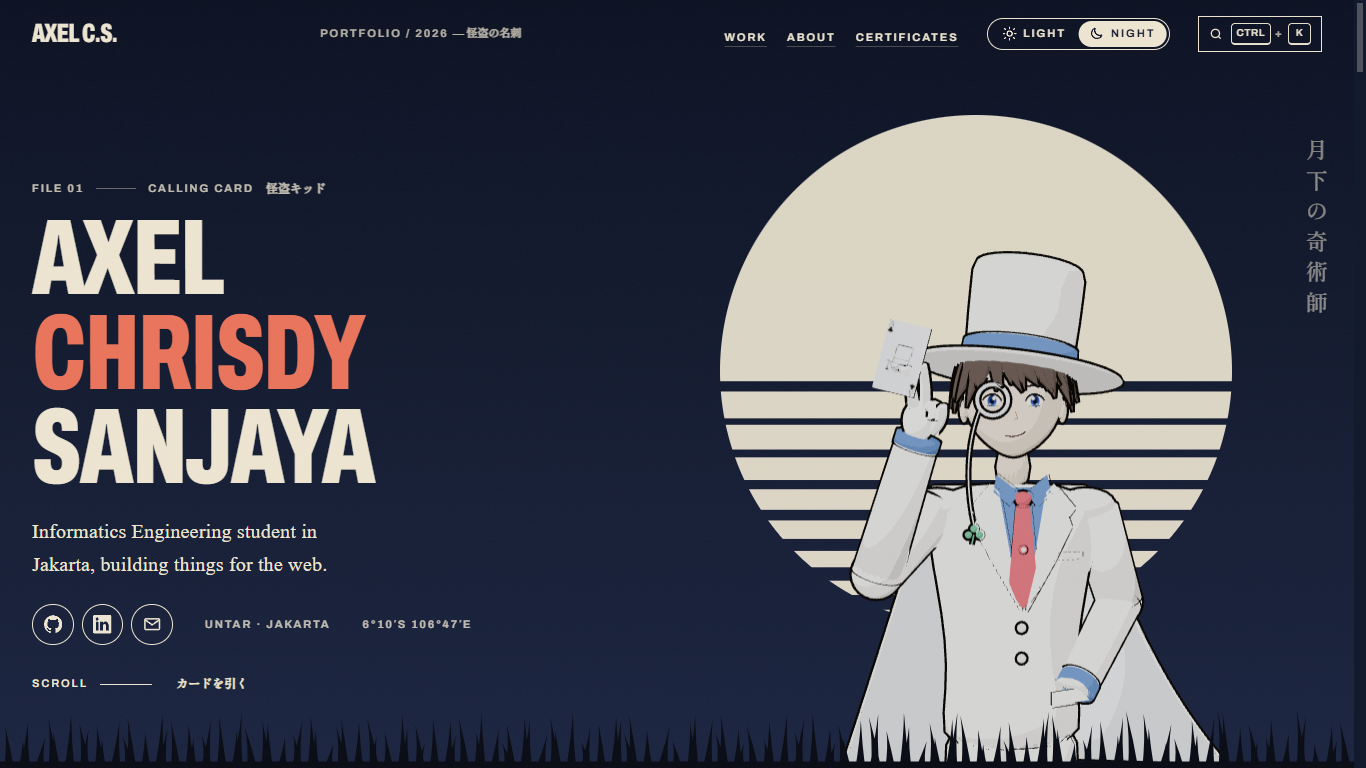 AXEL C.S.
PORTFOLIO / 2026 — 怪盗の名刺
WORK
ABOUT
CERTIFICATES
LIGHT
NIGHT
CTRL + K
月下の奇術師
FILE 01
CALLING CARD 怪盗キッド
AXEL
CHRISDY
SANJAYA
Informatics Engineering student in
Jakarta, building things for the web.
in
UNTAR · JAKARTA
6°10'S 106°47'E
SCROLL
カードを引く